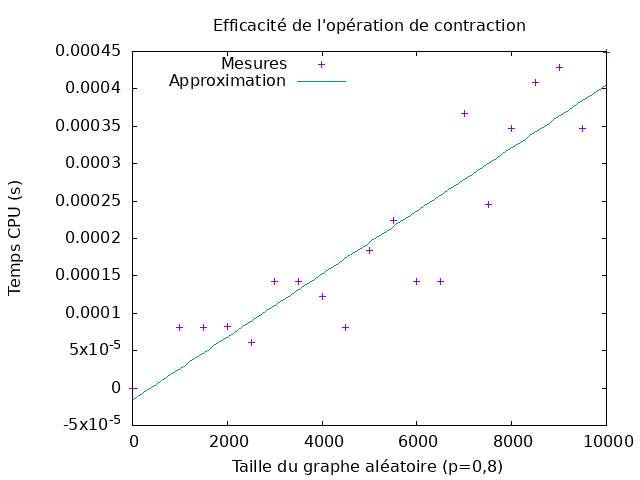 Efficacité de l'opération de contraction
Mesures
Approximation
0.00045
0.0004
0.00035
0.0003
0.00025
0.0002
0.00015
0.0001
5x10-5
0
-5x10-5
Temps CPU (s)
0 2000 4000 6000 8000 10000
Taille du graphe aléatoire (p=0,8)